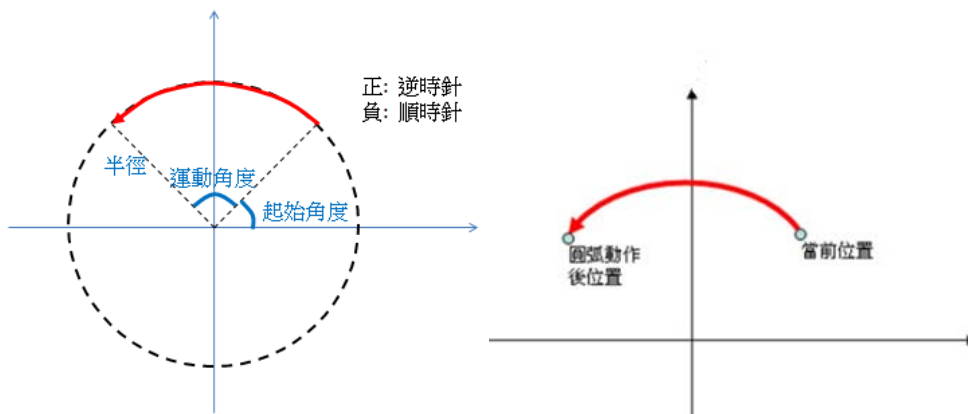 正: 逆時針
負: 順時針
半徑
運動角度
起始角度
圓弧動作
後位置
當前位置